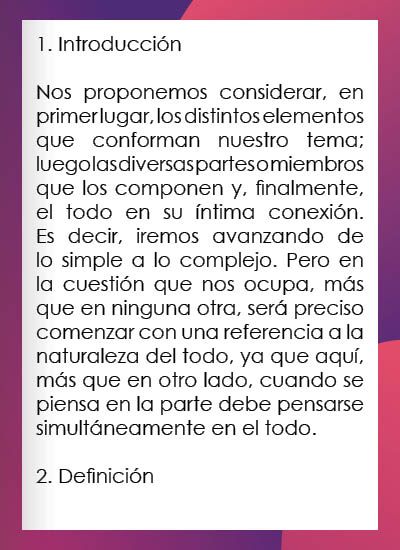 1. Introducción
Nos proponemos considerar, en
primer lugar, los distintos elementos
que conforman nuestro tema;
luego las diversas partes o miembros
que los componen y, finalmente,
el todo en su íntima conexión.
Es decir, iremos avanzando de
lo simple a lo complejo. Pero en
la cuestión que nos ocupa, más
que en ninguna otra, será preciso
comenzar con una referencia a la
naturaleza del todo, ya que aquí,
más que en otro lado, cuando se
piensa en la parte debe pensarse
simultáneamente en el todo.
2. Definición